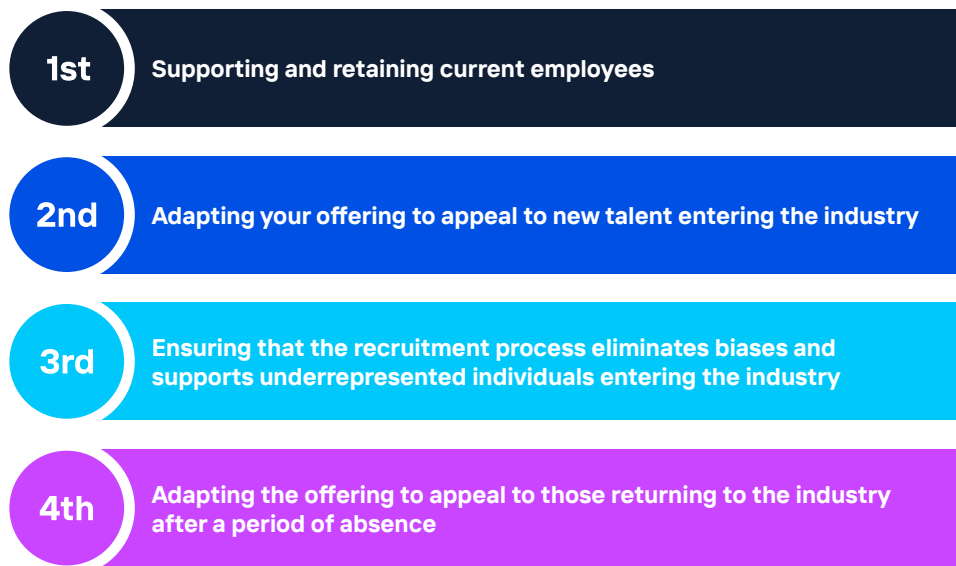 1st
Supporting and retaining current employees
2nd
Adapting your offering to appeal to new talent entering the industry
3rd
Ensuring that the recruitment process eliminates biases and
supports underrepresented individuals entering the industry
4th
Adapting the offering to appeal to those returning to the industry
after a period of absence